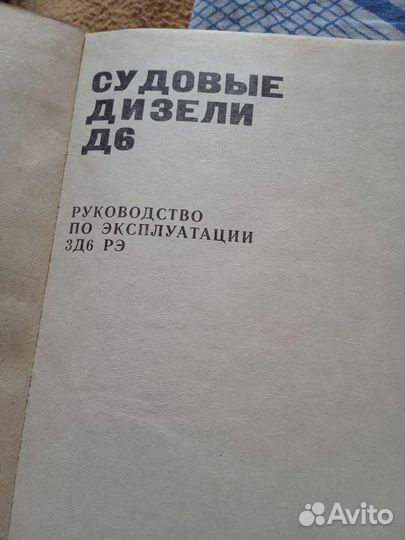 СУДОВЫЕ
ДИЗЕЛИ
Д6
РУКОВОДСТВО
ПО ЭКСПЛУАТАЦИИ
3Д6 РЭ
Avito